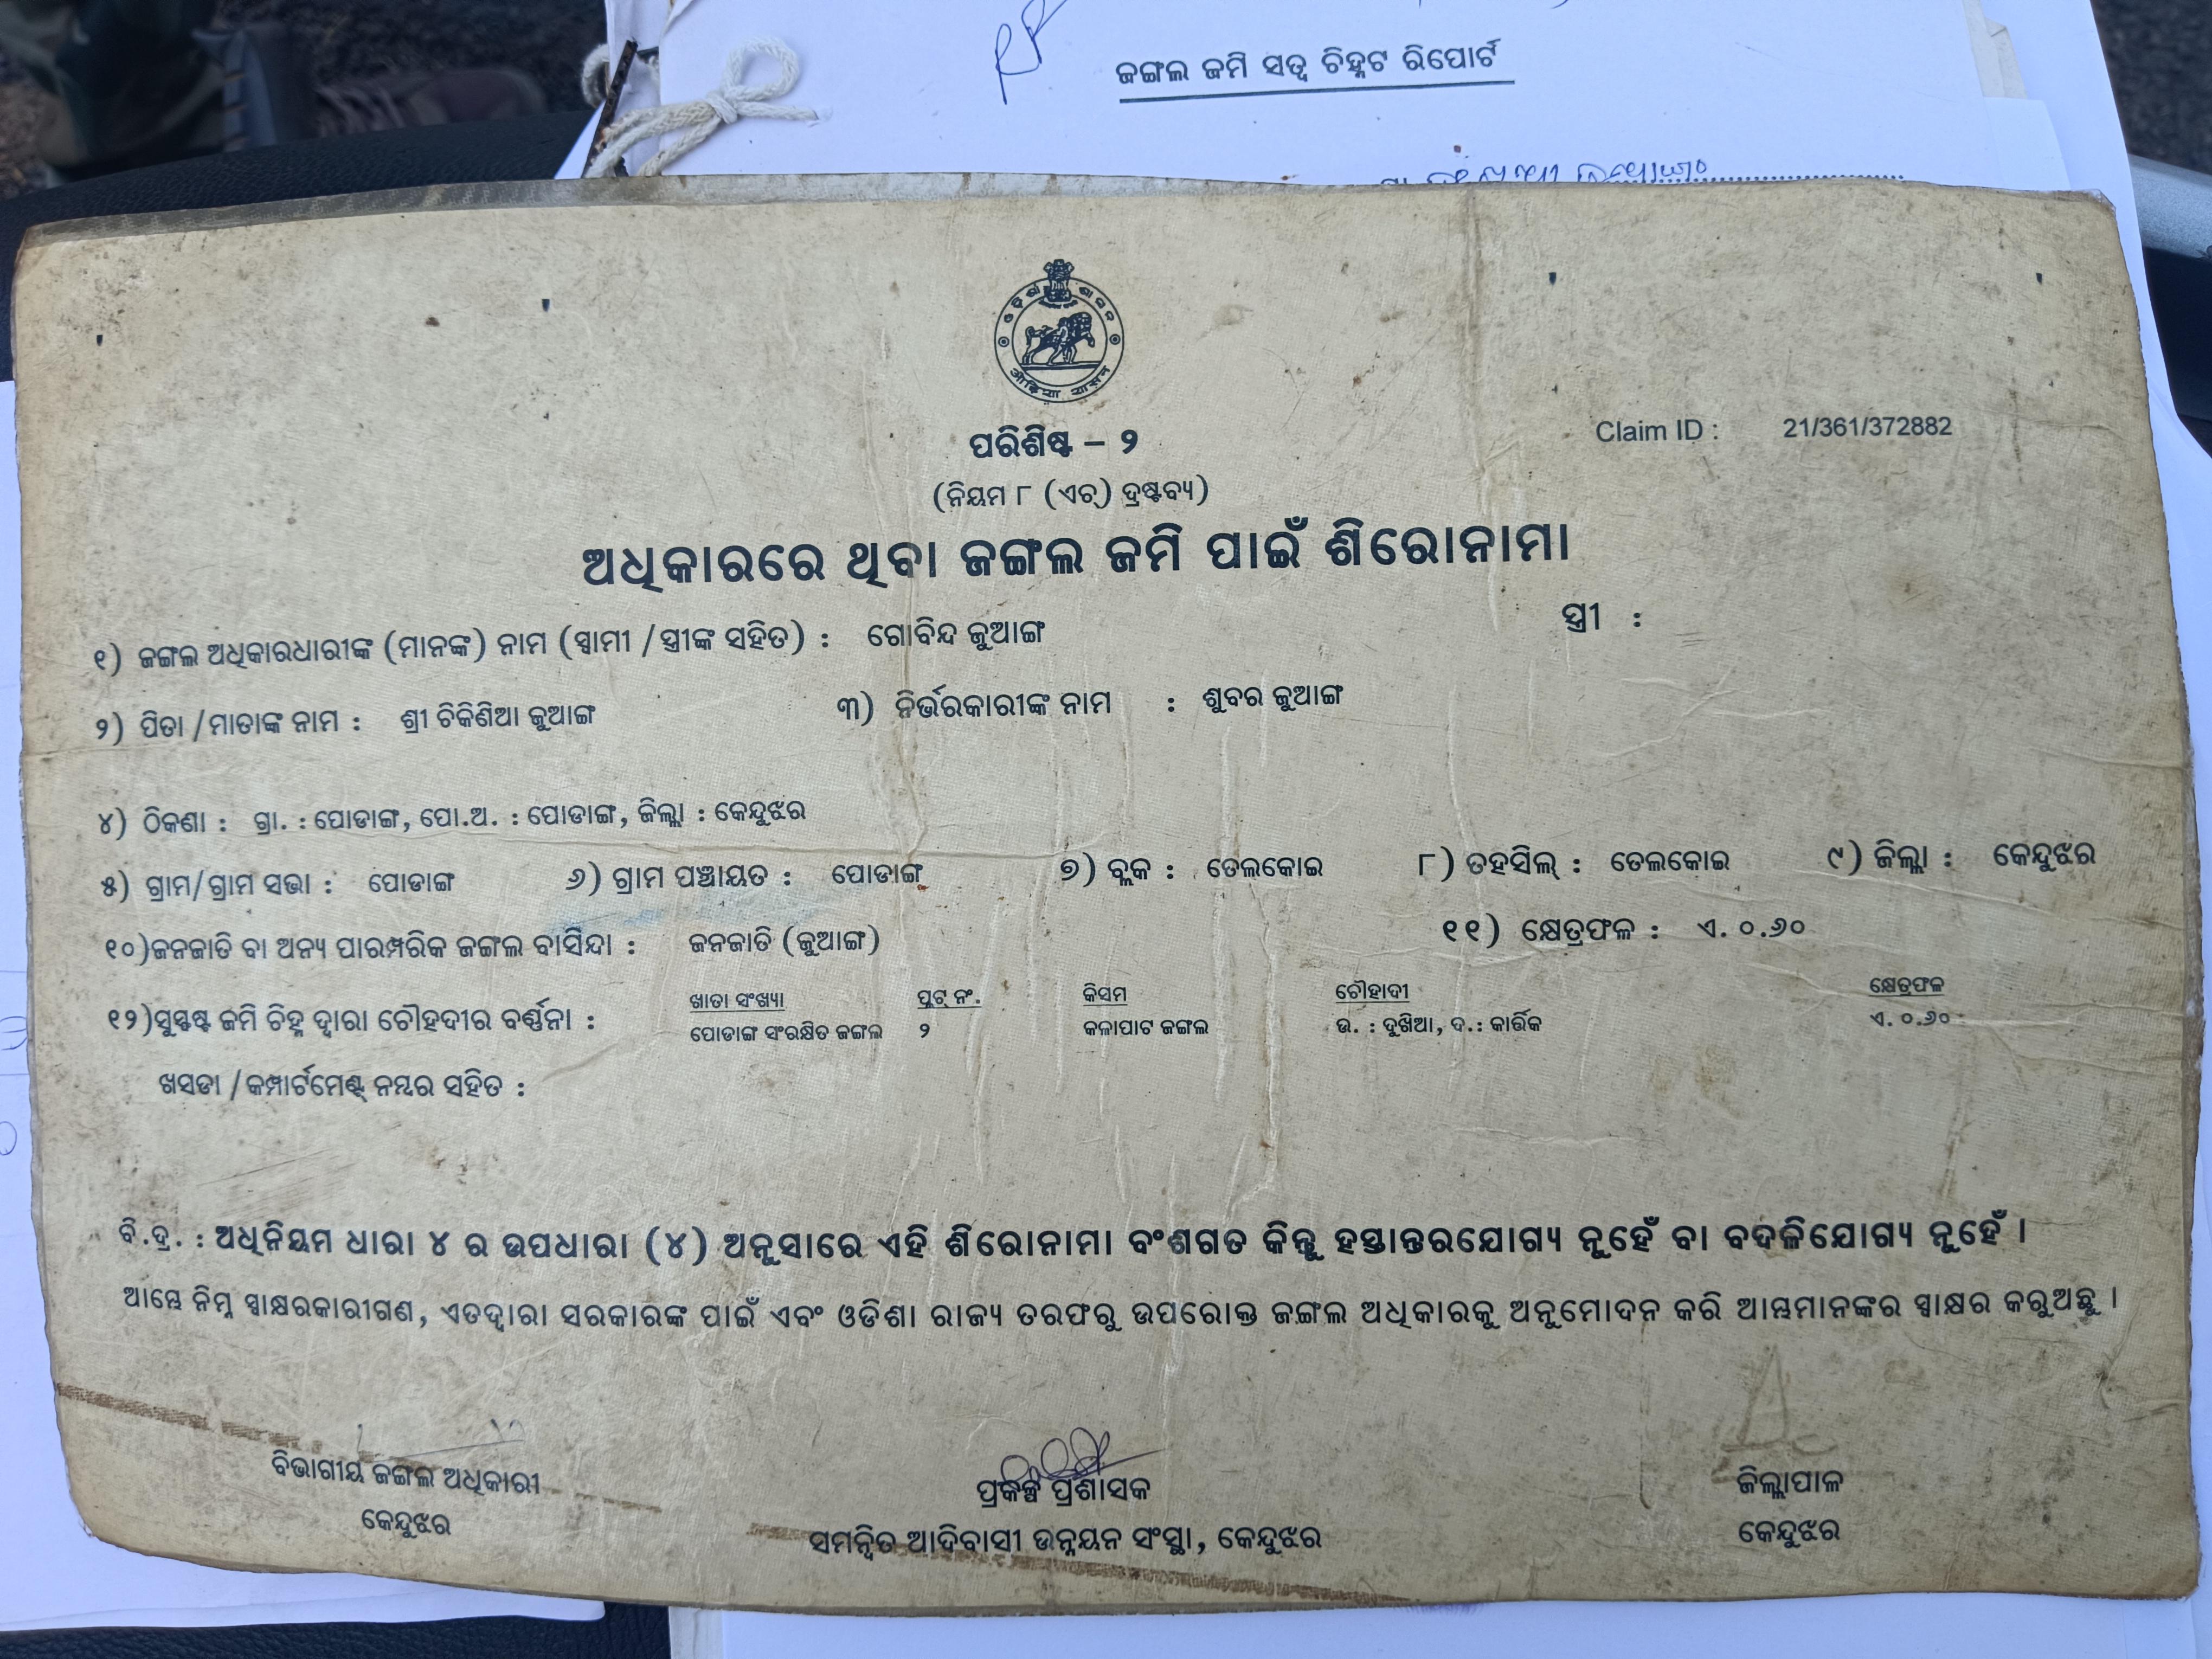 ଜଙ୍ଗଲ ଜମି ସତ୍ୱ ଚିହ୍ନଟ ରିପୋର୍ଟ
ଓଡ଼ିଶା ଶାସନ
ओड़िशा शासन
Claim ID : 21/361/372882
ପରିଶିଷ୍ଟ – ୨
(ନିୟମ ୮ (ଏଚ୍) ଦ୍ରଷ୍ଟବ୍ୟ)
ଅଧିକାରରେ ଥିବା ଜଙ୍ଗଲ ଜମି ପାଇଁ ଶିରୋନାମା
୧) ଜଙ୍ଗଲ ଅଧିକାରଧାରୀଙ୍କ (ମାନଙ୍କ) ନାମ (ସ୍ୱାମୀ /ସ୍ତ୍ରୀଙ୍କ ସହିତ) : ଗୋବିନ୍ଦ ଜୁଆଙ୍ଗ ସ୍ତ୍ରୀ :
୨) ପିତା /ମାତାଙ୍କ ନାମ : ଶ୍ରୀ ଚିକିଣିଆ ଜୁଆଙ୍ଗ ୩) ନିର୍ଭରକାରୀଙ୍କ ନାମ : ଶୁବର ଜୁଆଙ୍ଗ
୪) ଠିକଣା : ଗ୍ରା. : ପୋଡାଙ୍ଗ, ପୋ.ଅ. : ପୋଡାଙ୍ଗ, ଜିଲ୍ଲା : କେନ୍ଦୁଝର
୫) ଗ୍ରାମ/ଗ୍ରାମ ସଭା : ପୋଡାଙ୍ଗ ୬) ଗ୍ରାମ ପଞ୍ଚାୟତ : ପୋଡାଙ୍ଗ ୭) ବ୍ଲକ : ତେଲକୋଇ ୮) ତହସିଲ୍ : ତେଲକୋଇ ୯) ଜିଲ୍ଲା : କେନ୍ଦୁଝର
୧୦)ଜନଜାତି ବା ଅନ୍ୟ ପାରମ୍ପରିକ ଜଙ୍ଗଲ ବାସିନ୍ଦା : ଜନଜାତି (ଜୁଆଙ୍ଗ) ୧୧) କ୍ଷେତ୍ରଫଳ : ଏ. ୦.୬୦
ଖାତା ସଂଖ୍ୟା ପ୍ଲଟ୍ ନଂ. କିସମ ଚୌହାଦୀ କ୍ଷେତ୍ରଫଳ
୧୨)ସୁସ୍ପଷ୍ଟ ଜମି ଚିହ୍ନ ଦ୍ୱାରା ଚୌହଦୀର ବର୍ଣ୍ଣନା : ପୋଡାଙ୍ଗ ସଂରକ୍ଷିତ ଜଙ୍ଗଲ ୨ କଳାପାଟ ଜଙ୍ଗଲ ଉ. : ଦୁଖିଆ, ଦ.: କାର୍ତ୍ତିକ ଏ. ୦.୬୦
ଖସଡା /କମ୍ପାର୍ଟମେଣ୍ଟ୍ ନମ୍ବର ସହିତ :
ବି.ଦ୍ର. : ଅଧିନିୟମ ଧାରା ୪ ର ଉପଧାରା (୪) ଅନୁସାରେ ଏହି ଶିରୋନାମା ବଂଶଗତ କିନ୍ତୁ ହସ୍ତାନ୍ତରଯୋଗ୍ୟ ନୁହେଁ ବା ବଦଳିଯୋଗ୍ୟ ନୁହେଁ ।
ଆମ୍ଭେ ନିମ୍ନ ସ୍ୱାକ୍ଷରକାରୀଗଣ, ଏତଦ୍ୱାରା ସରକାରଙ୍କ ପାଇଁ ଏବଂ ଓଡିଶା ରାଜ୍ୟ ତରଫରୁ ଉପରୋକ୍ତ ଜଙ୍ଗଲ ଅଧିକାରକୁ ଅନୁମୋଦନ କରି ଆମ୍ଭମାନଙ୍କର ସ୍ୱାକ୍ଷର କରୁଅଛୁ ।
ବିଭାଗୀୟ ଜଙ୍ଗଲ ଅଧିକାରୀ ପ୍ରକଳ୍ପ ପ୍ରଶାସକ ଜିଲ୍ଲାପାଳ
କେନ୍ଦୁଝର ସମନ୍ୱିତ ଆଦିବାସୀ ଉନ୍ନୟନ ସଂସ୍ଥା, କେନ୍ଦୁଝର କେନ୍ଦୁଝର